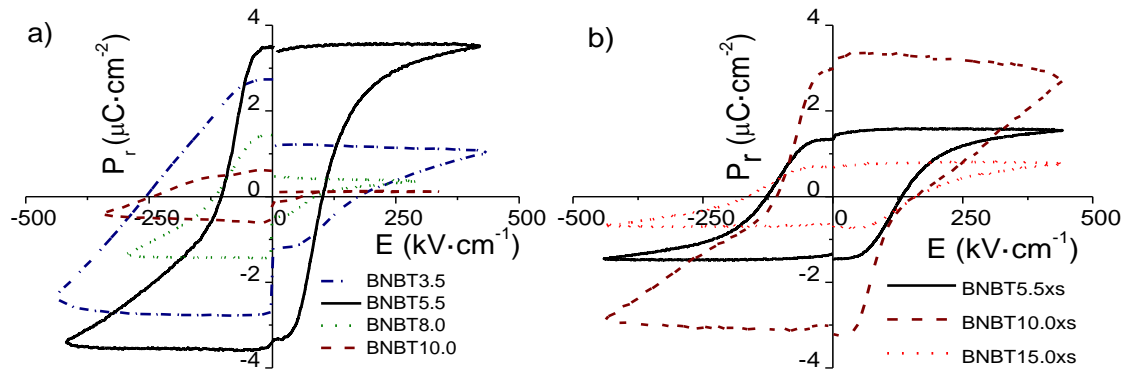 a)
4
2
0
-2
-4
-500
-250
0
250
500
P_r (μC·cm⁻²)
E (kV·cm⁻¹)
BNBT3.5
BNBT5.5
BNBT8.0
BNBT10.0
b)
4
2
0
-2
-4
-500
-250
0
250
500
P_r (μC·cm⁻²)
E (kV·cm⁻¹)
BNBT5.5xs
BNBT10.0xs
BNBT15.0xs